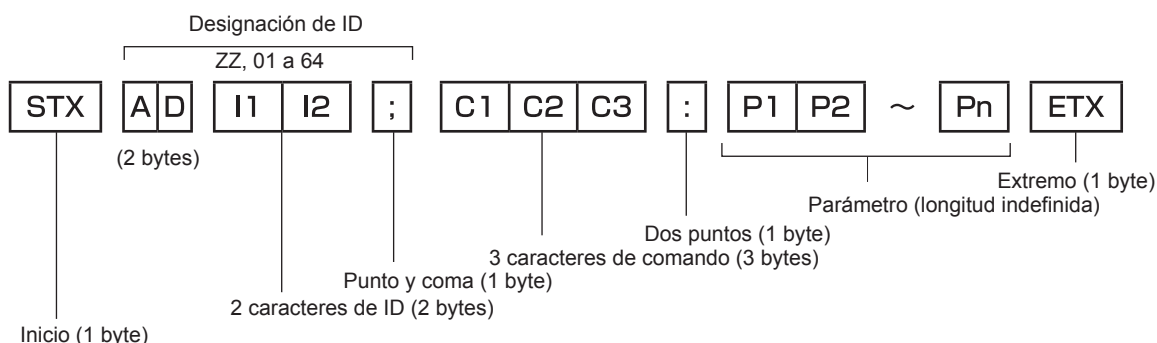 Designación de ID
ZZ, 01 a 64
STX A D I1 I2 ; C1 C2 C3 : P1 P2 ~ Pn ETX
(2 bytes)
Extremo (1 byte)
Parámetro (longitud indefinida)
Dos puntos (1 byte)
3 caracteres de comando (3 bytes)
Punto y coma (1 byte)
2 caracteres de ID (2 bytes)
Inicio (1 byte)